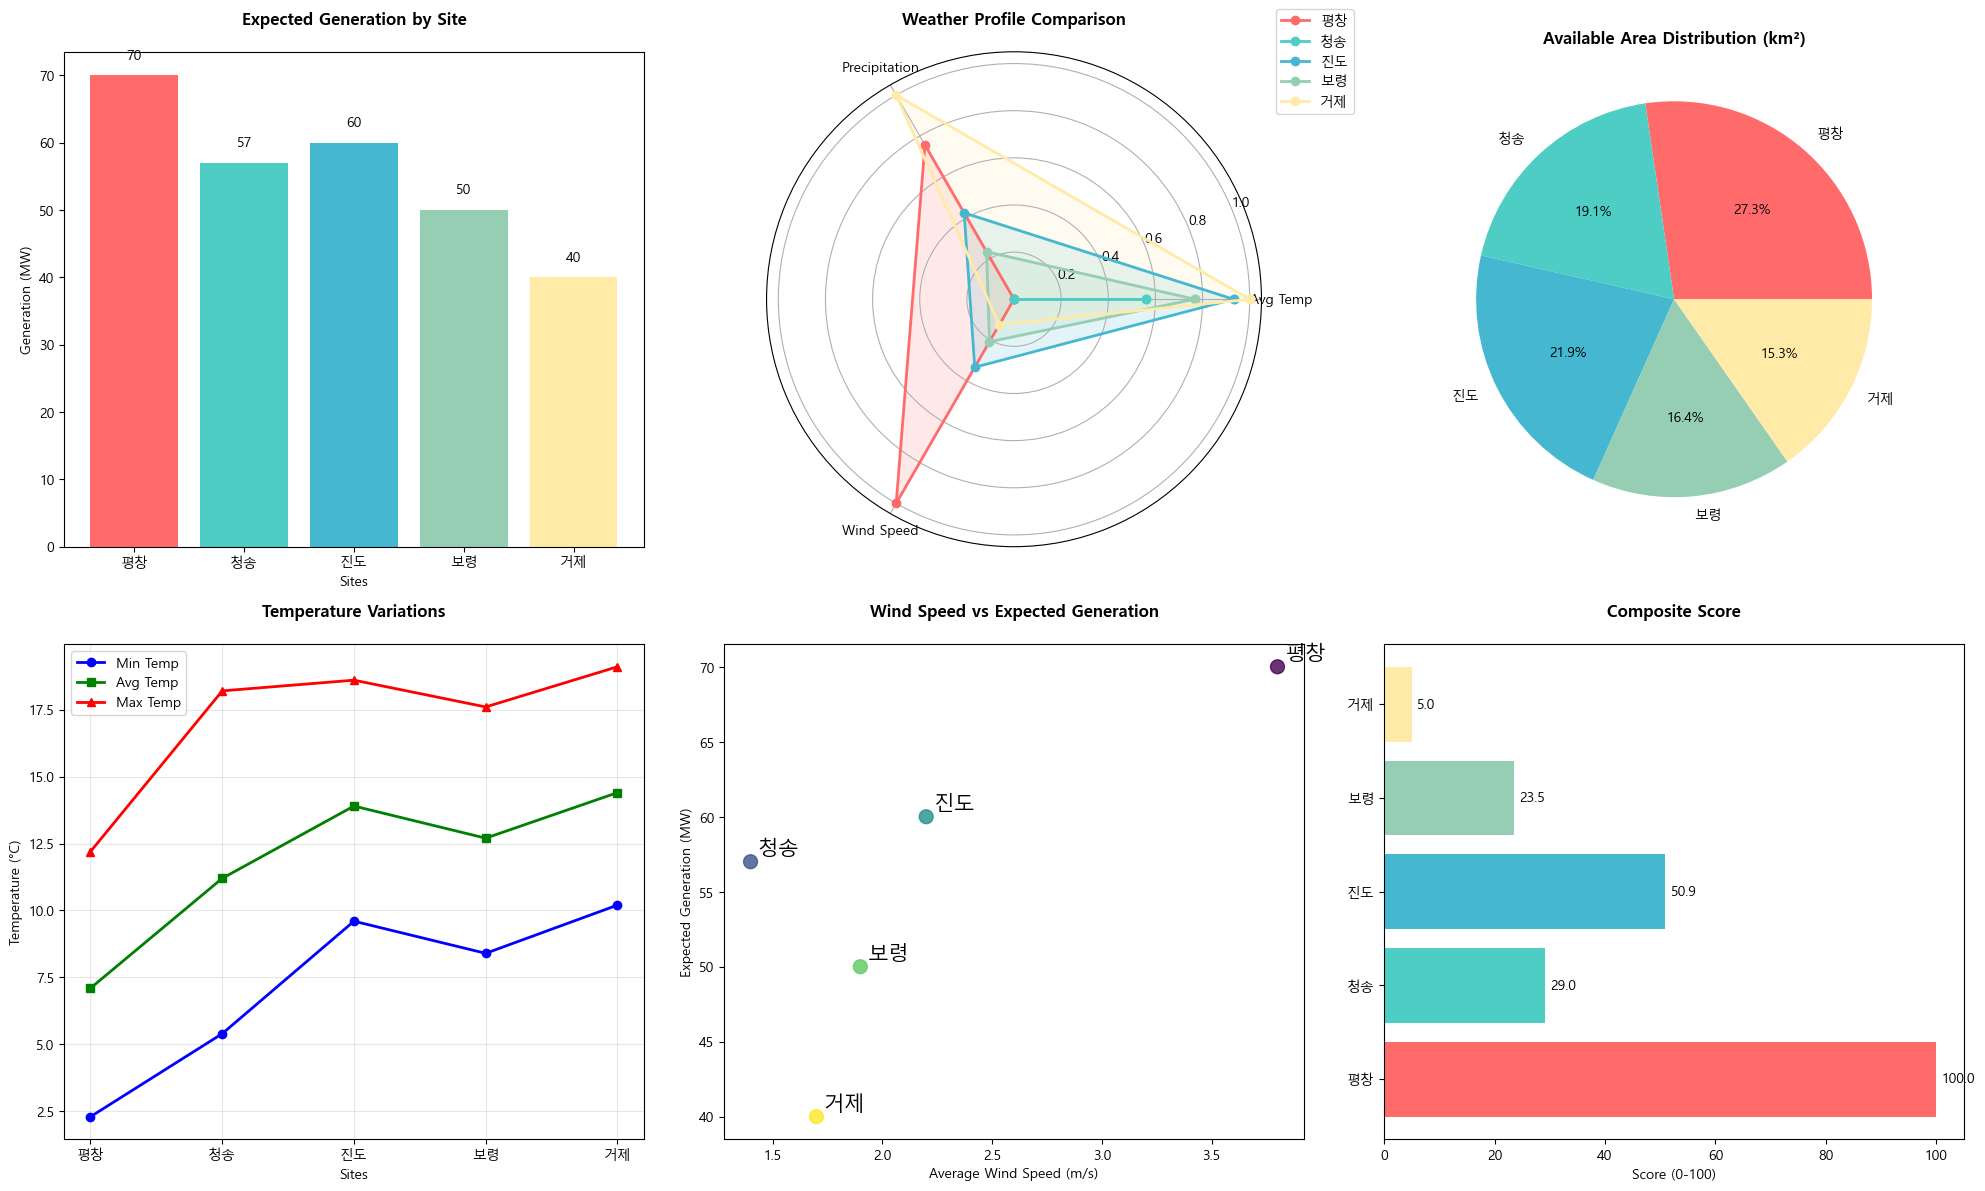 Expected Generation by Site
Generation (MW)
70
60
50
40
30
20
10
0
70
57
60
50
40
평창
청송
진도
보령
거제
Sites
Weather Profile Comparison
Precipitation
Avg Temp
Wind Speed
0.2
0.4
0.6
0.8
1.0
평창
청송
진도
보령
거제
Available Area Distribution (km²)
평창
27.3%
청송
19.1%
진도
21.9%
보령
16.4%
거제
15.3%
Temperature Variations
Temperature (°C)
17.5
15.0
12.5
10.0
7.5
5.0
2.5
Min Temp
Avg Temp
Max Temp
평창
청송
진도
보령
거제
Sites
Wind Speed vs Expected Generation
Expected Generation (MW)
70
65
60
55
50
45
40
평창
진도
청송
보령
거제
1.5
2.0
2.5
3.0
3.5
Average Wind Speed (m/s)
Composite Score
거제
5.0
보령
23.5
진도
50.9
청송
29.0
평창
100.0
0
20
40
60
80
100
Score (0-100)